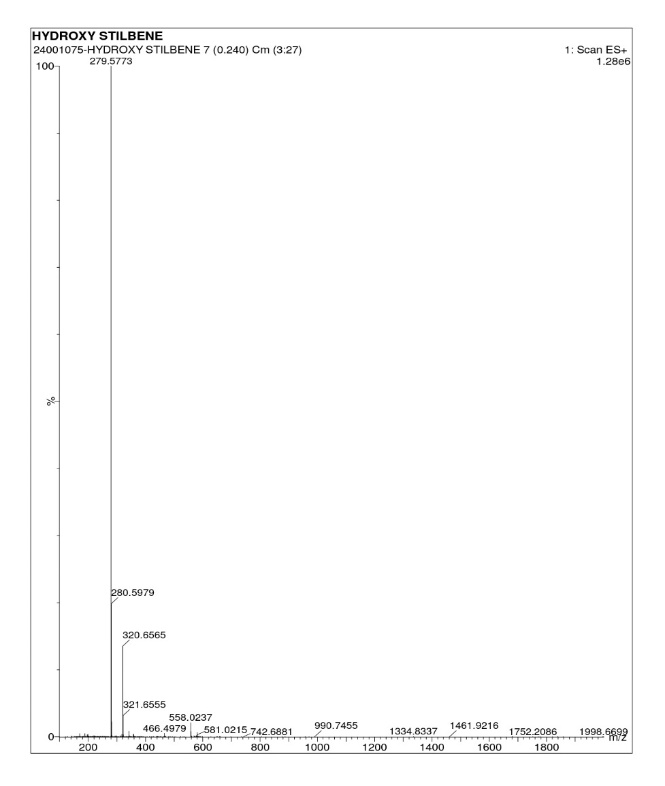 HYDROXY STILBENE
24001075-HYDROXY STILBENE 7 (0.240) Cm (3:27)
1: Scan ES+
1.28e6
279.5773
100
%
280.5979
320.6565
321.6555
558.0237
466.4979
581.0215
742.6881
990.7455
1334.8337
1461.9216
1752.2086
1998.6699
0
m/z
200 400 600 800 1000 1200 1400 1600 1800